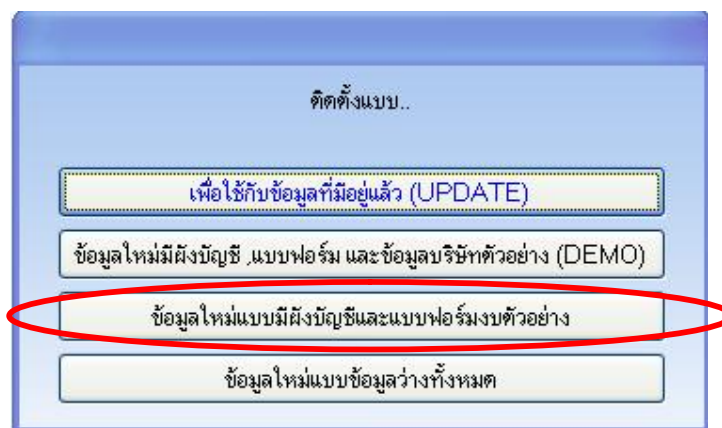 ติดตั้งแบบ..
เพื่อใช้กับข้อมูลที่มีอยู่แล้ว (UPDATE)
ข้อมูลใหม่มีผังบัญชี ,แบบฟอร์ม และข้อมูลบริษัทตัวอย่าง (DEMO)
ข้อมูลใหม่แบบมีผังบัญชีและแบบฟอร์มงบตัวอย่าง
ข้อมูลใหม่แบบข้อมูลว่างทั้งหมด